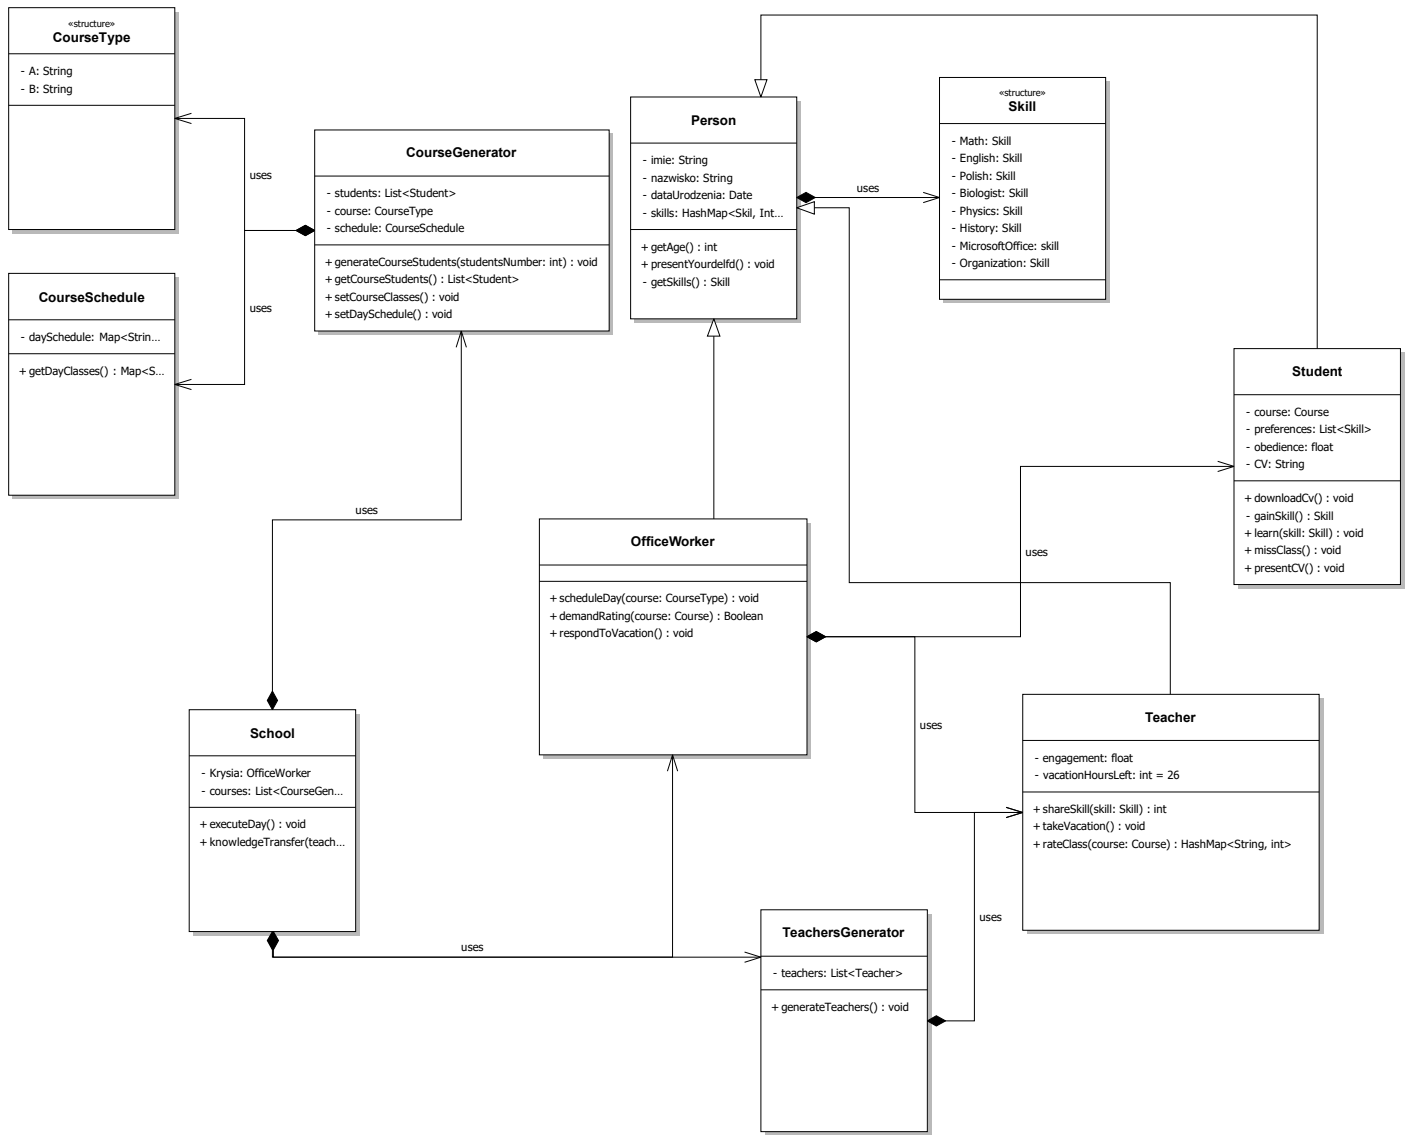 «structure»
CourseType
- A: String
- B: String
uses
CourseGenerator
- students: List<Student>
- course: CourseType
- schedule: CourseSchedule
+ generateCourseStudents(studentsNumber: int) : void
+ getCourseStudents() : List<Student>
+ setCourseClasses() : void
+ setDaySchedule() : void
CourseSchedule
- daySchedule: Map<Strin...
+ getDayClasses() : Map<S...
uses
Person
- imie: String
- nazwisko: String
- dataUrodzenia: Date
- skills: HashMap<Skil, Int...
+ getAge() : int
+ presentYourdelfd() : void
- getSkills() : Skill
uses
«structure»
Skill
- Math: Skill
- English: Skill
- Polish: Skill
- Biologist: Skill
- Physics: Skill
- History: Skill
- MicrosoftOffice: skill
- Organization: Skill
Student
- course: Course
- preferences: List<Skill>
- obedience: float
- CV: String
+ downloadCv() : void
- gainSkill() : Skill
+ learn(skill: Skill) : void
+ missClass() : void
+ presentCV() : void
uses
OfficeWorker
+ scheduleDay(course: CourseType) : void
+ demandRating(course: Course) : Boolean
+ respondToVacation() : void
uses
uses
School
- Krysia: OfficeWorker
- courses: List<CourseGen...
+ executeDay() : void
+ knowledgeTransfer(teach...
Teacher
- engagement: float
- vacationHoursLeft: int = 26
+ shareSkill(skill: Skill) : int
+ takeVacation() : void
+ rateClass(course: Course) : HashMap<String, int>
uses
uses
TeachersGenerator
- teachers: List<Teacher>
+ generateTeachers() : void